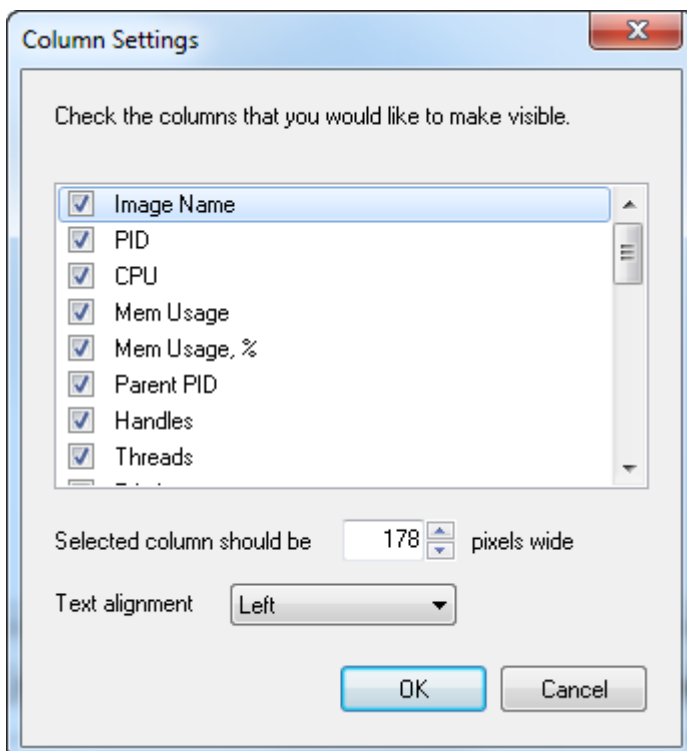 Column Settings
Check the columns that you would like to make visible.
Image Name
PID
CPU
Mem Usage
Mem Usage, %
Parent PID
Handles
Threads
Selected column should be 178 pixels wide
Text alignment Left
OK Cancel